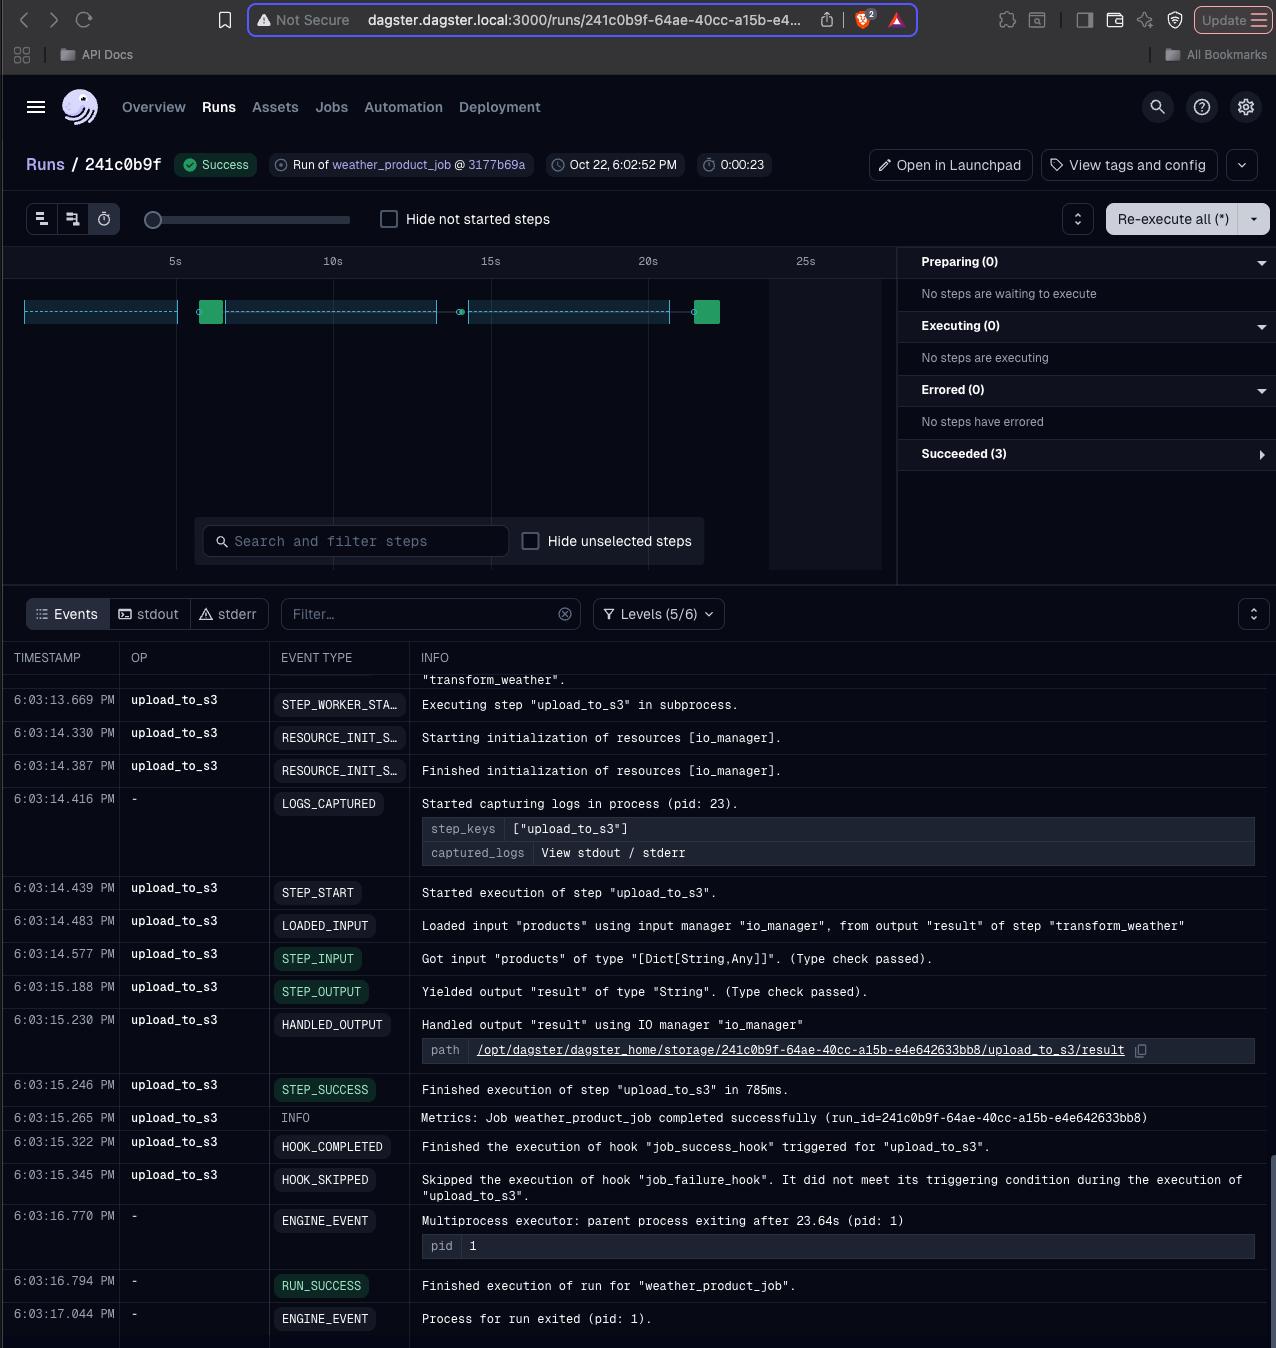 Not Secure dagster.dagster.local:3000/runs/241c0b9f-64ae-40cc-a15b-e4... 2 Update
API Docs All Bookmarks
Overview Runs Assets Jobs Automation Deployment
Runs / 241c0b9f Success Run of weather_product_job @ 3177b69a Oct 22, 6:02:52 PM 0:00:23 Open in Launchpad View tags and config
Hide not started steps Re-execute all (*)
5s 10s 15s 20s 25s
Preparing (0)
No steps are waiting to execute
Executing (0)
No steps are executing
Errored (0)
No steps have errored
Succeeded (3)
Search and filter steps Hide unselected steps
Events stdout stderr Filter... Levels (5/6)
TIMESTAMP OP EVENT TYPE INFO
"transform_weather".
6:03:13.669 PM upload_to_s3 STEP_WORKER_STA… Executing step "upload_to_s3" in subprocess.
6:03:14.330 PM upload_to_s3 RESOURCE_INIT_S… Starting initialization of resources [io_manager].
6:03:14.387 PM upload_to_s3 RESOURCE_INIT_S… Finished initialization of resources [io_manager].
6:03:14.416 PM - LOGS_CAPTURED Started capturing logs in process (pid: 23).
step_keys ["upload_to_s3"]
captured_logs View stdout / stderr
6:03:14.439 PM upload_to_s3 STEP_START Started execution of step "upload_to_s3".
6:03:14.483 PM upload_to_s3 LOADED_INPUT Loaded input "products" using input manager "io_manager", from output "result" of step "transform_weather"
6:03:14.577 PM upload_to_s3 STEP_INPUT Got input "products" of type "[Dict[String,Any]]". (Type check passed).
6:03:15.188 PM upload_to_s3 STEP_OUTPUT Yielded output "result" of type "String". (Type check passed).
6:03:15.230 PM upload_to_s3 HANDLED_OUTPUT Handled output "result" using IO manager "io_manager"
path /opt/dagster/dagster_home/storage/241c0b9f-64ae-40cc-a15b-e4e642633bb8/upload_to_s3/result
6:03:15.246 PM upload_to_s3 STEP_SUCCESS Finished execution of step "upload_to_s3" in 785ms.
6:03:15.265 PM upload_to_s3 INFO Metrics: Job weather_product_job completed successfully (run_id=241c0b9f-64ae-40cc-a15b-e4e642633bb8)
6:03:15.322 PM upload_to_s3 HOOK_COMPLETED Finished the execution of hook "job_success_hook" triggered for "upload_to_s3".
6:03:15.345 PM upload_to_s3 HOOK_SKIPPED Skipped the execution of hook "job_failure_hook". It did not meet its triggering condition during the execution of
"upload_to_s3".
6:03:16.770 PM - ENGINE_EVENT Multiprocess executor: parent process exiting after 23.64s (pid: 1)
pid 1
6:03:16.794 PM - RUN_SUCCESS Finished execution of run for "weather_product_job".
6:03:17.044 PM - ENGINE_EVENT Process for run exited (pid: 1).